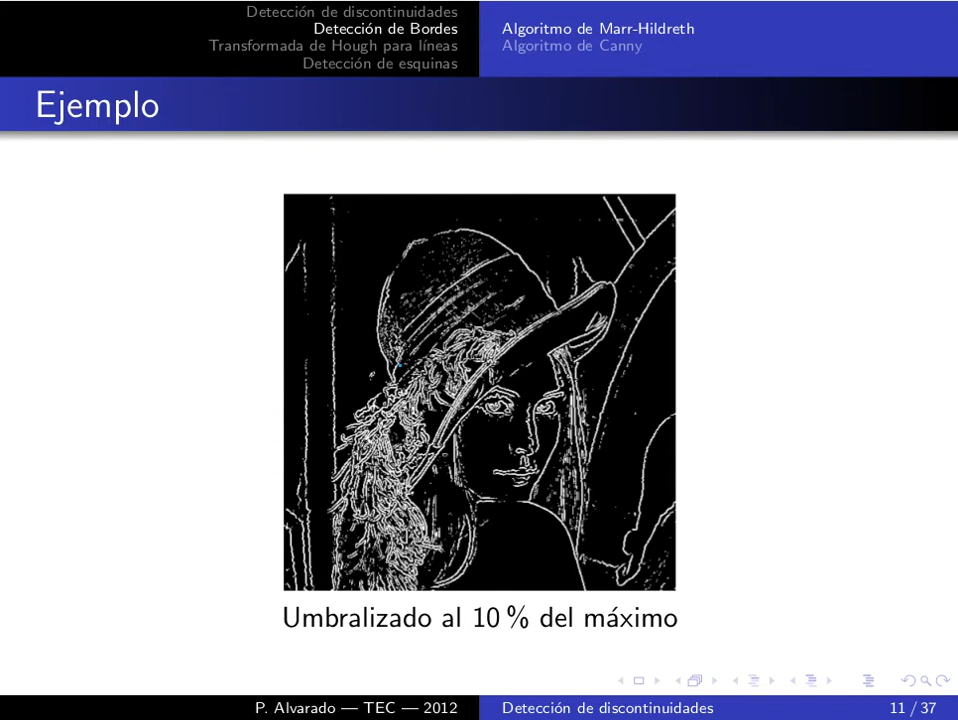 Detección de discontinuidades
Detección de Bordes
Transformada de Hough para líneas
Detección de esquinas
Algoritmo de Marr-Hildreth
Algoritmo de Canny
Ejemplo
Umbralizado al 10 % del máximo
P. Alvarado — TEC — 2012
Detección de discontinuidades
11 / 37